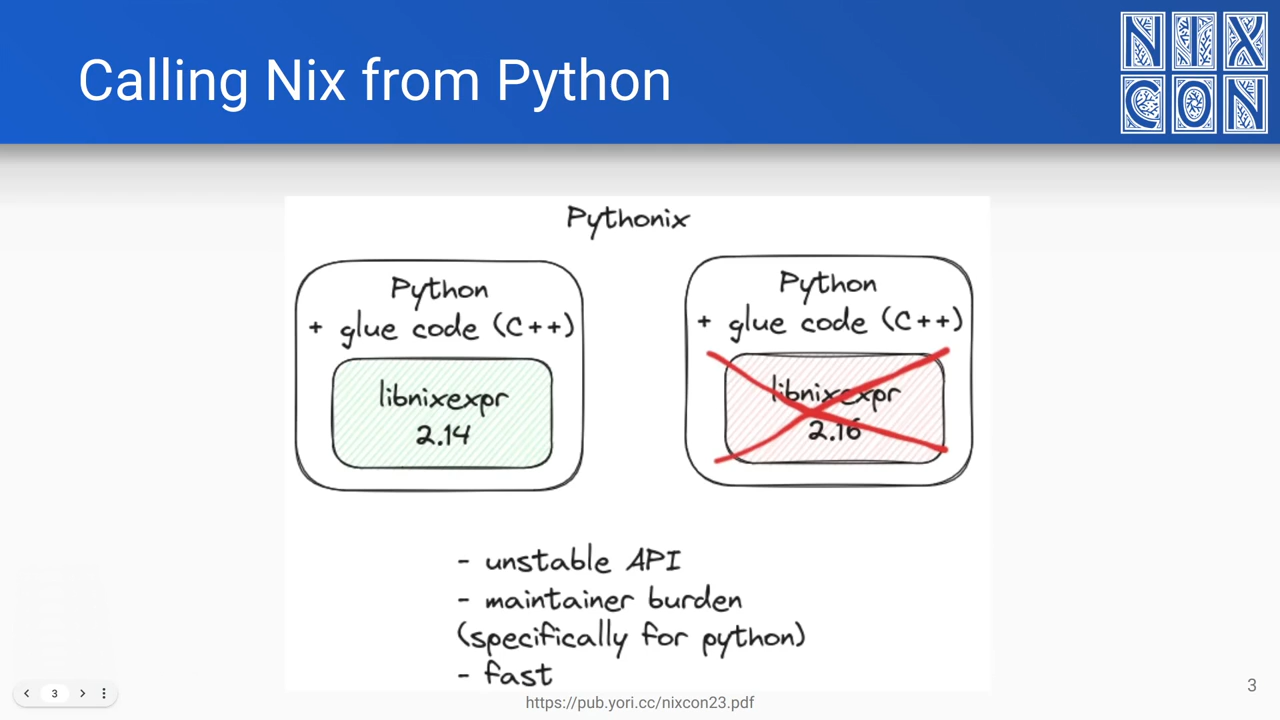 Calling Nix from Python
NIX
CON
Pythonix
Python
+ glue code (C++)
libnixexpr
2.14
Python
+ glue code (C++)
libnixexpr
2.16
- unstable API
- maintainer burden
(specifically for python)
- fast
https://pub.yori.cc/nixcon23.pdf
3
3